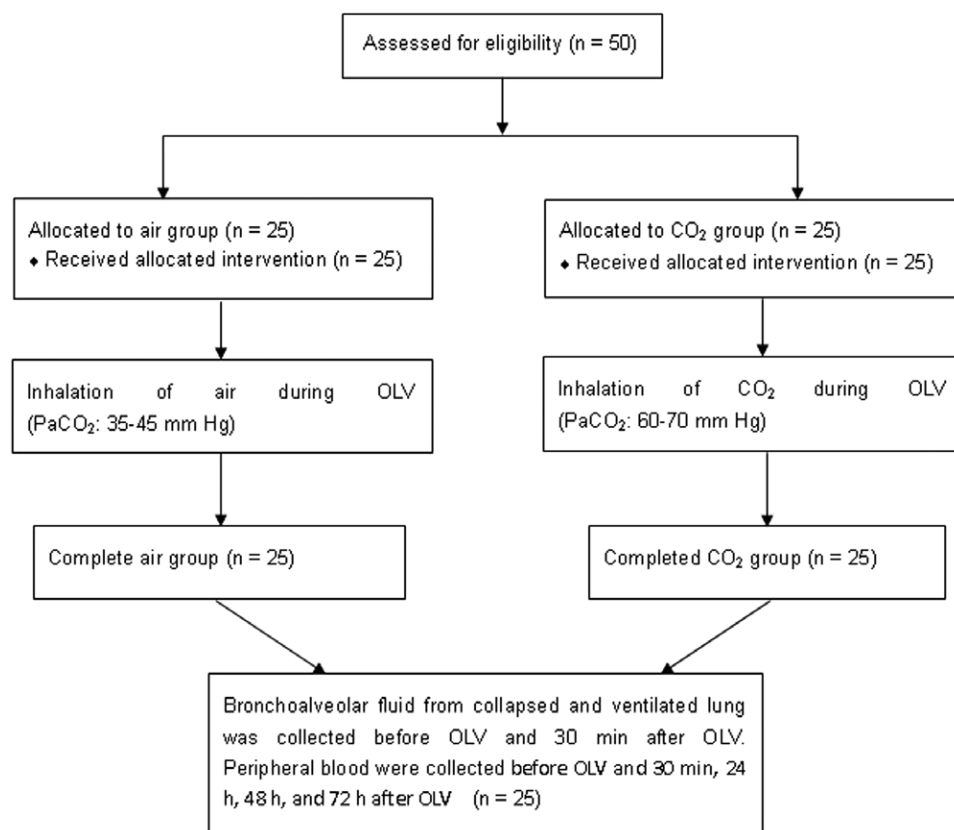 Assessed for eligibility (n = 50)
Allocated to air group (n = 25)
♦ Received allocated intervention (n = 25)
Allocated to CO₂ group (n = 25)
♦ Received allocated intervention (n = 25)
Inhalation of air during OLV
(PaCO₂: 35-45 mm Hg)
Inhalation of CO₂ during OLV
(PaCO₂: 60-70 mm Hg)
Complete air group (n = 25)
Completed CO₂ group (n = 25)
Bronchoalveolar fluid from collapsed and ventilated lung
was collected before OLV and 30 min after OLV.
Peripheral blood were collected before OLV and 30 min, 24
h, 48 h, and 72 h after OLV (n = 25)